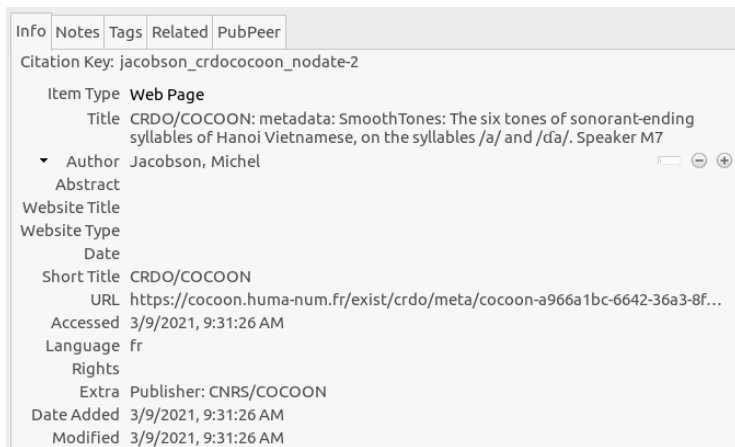 Info Notes Tags Related PubPeer
Citation Key: jacobson_crdococoon_nodate-2
Item Type Web Page
Title CRDO/COCOON: metadata: SmoothTones: The six tones of sonorant-ending
syllables of Hanoi Vietnamese, on the syllables /a/ and /ɗa/. Speaker M7
Author Jacobson, Michel
Abstract
Website Title
Website Type
Date
Short Title CRDO/COCOON
URL https://cocoon.huma-num.fr/exist/crdo/meta/cocoon-a966a1bc-6642-36a3-8f...
Accessed 3/9/2021, 9:31:26 AM
Language fr
Rights
Extra Publisher: CNRS/COCOON
Date Added 3/9/2021, 9:31:26 AM
Modified 3/9/2021, 9:31:26 AM